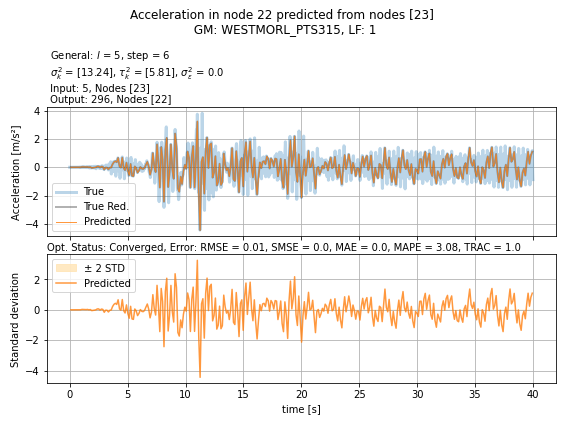 Acceleration in node 22 predicted from nodes [23]
GM: WESTMORL_PTS315, LF: 1
General: l = 5, step = 6
σ²ₖ = [13.24], τ²ₖ = [5.81], σ²ε = 0.0
Input: 5, Nodes [23]
Output: 296, Nodes [22]
Acceleration [m/s²]
4
2
0
−2
−4
True
True Red.
Predicted
Opt. Status: Converged, Error: RMSE = 0.01, SMSE = 0.0, MAE = 0.0, MAPE = 3.08, TRAC = 1.0
Standard deviation
2
0
−2
−4
± 2 STD
Predicted
0 5 10 15 20 25 30 35 40
time [s]